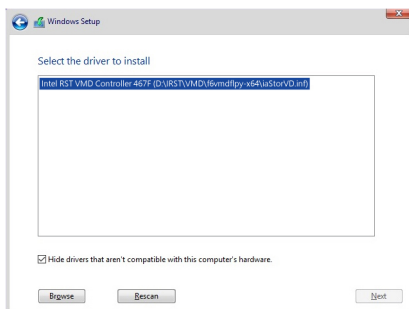 Windows Setup
Select the driver to install
Intel RST VMD Controller 467F (D:\IRST\VMD\f6vmdflpy-x64\iaStorVD.inf)
Hide drivers that aren't compatible with this computer's hardware.
Browse Rescan Next